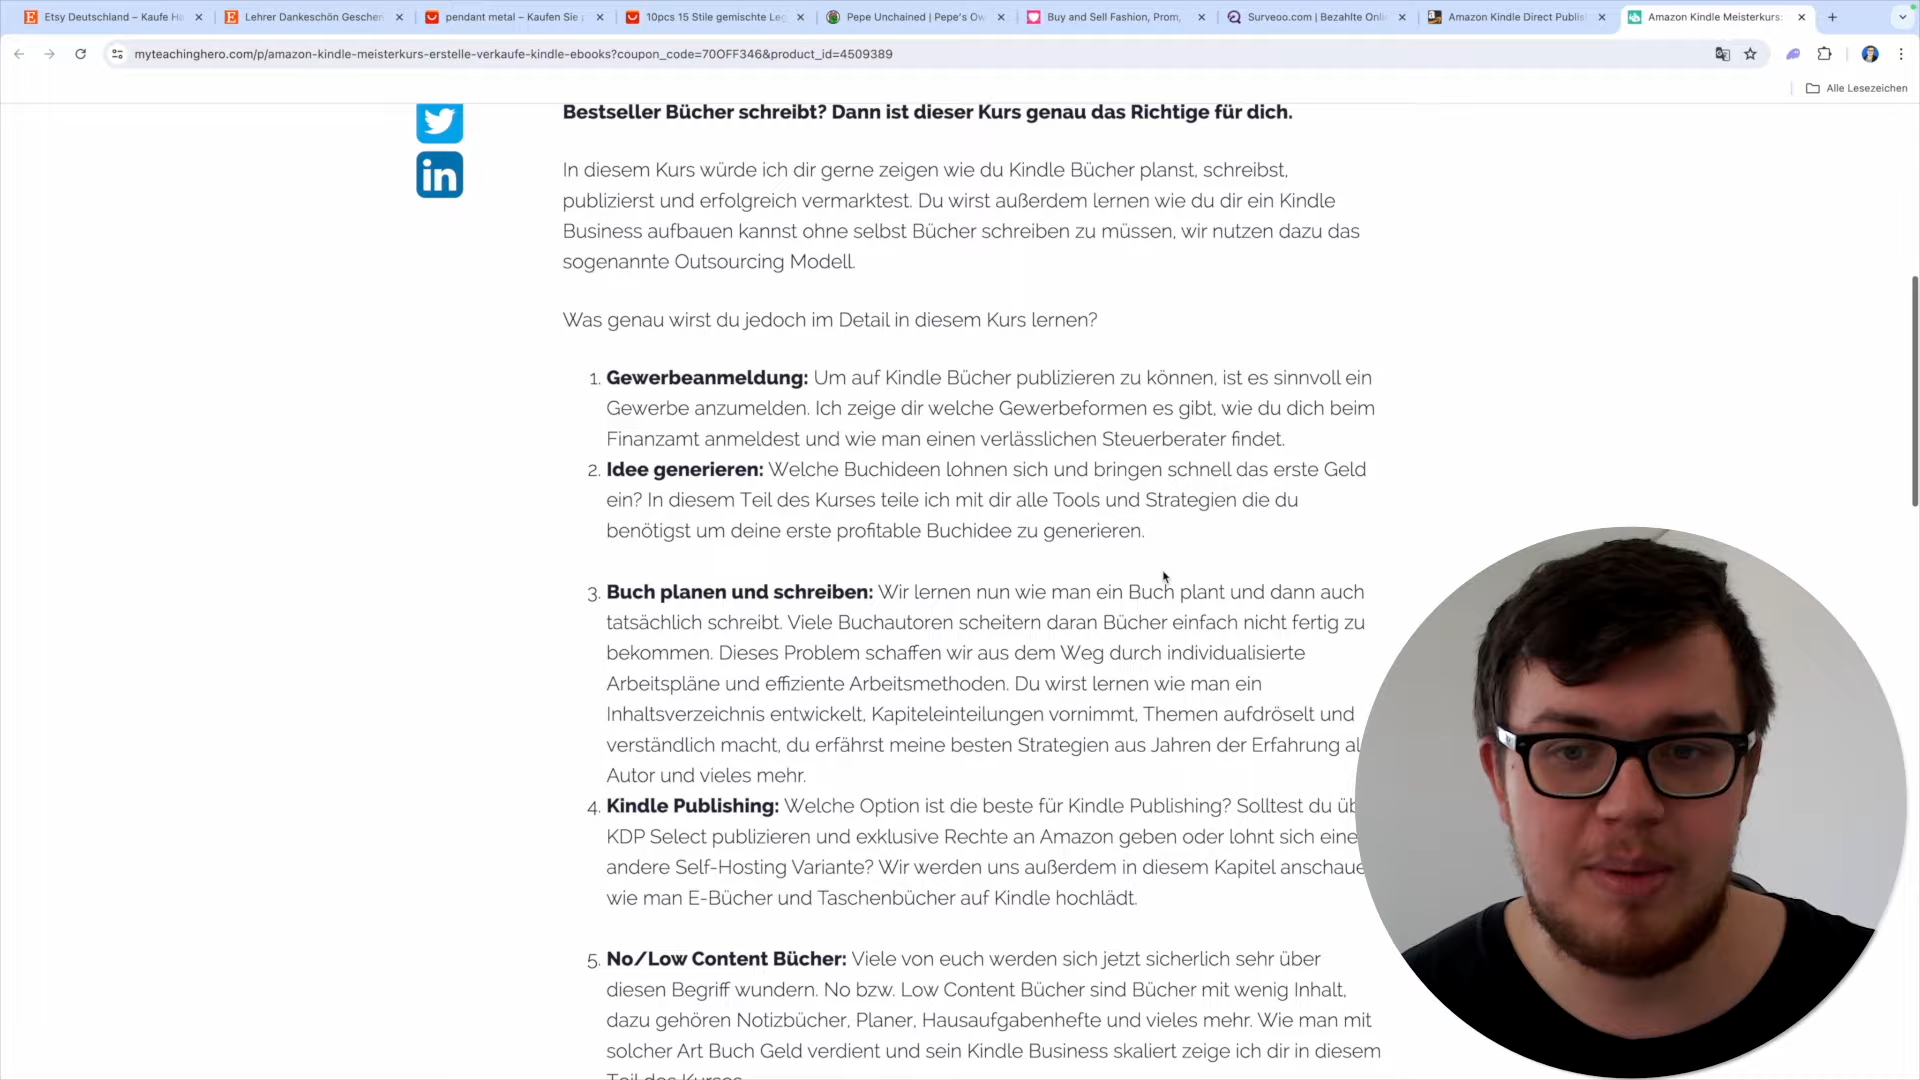 Etsy Deutschland – Kaufe Ha
Lehrer Dankeschön Geschen
pendant metal – Kaufen Sie
10pcs 15 Stile gemischte Leg
Pepe Unchained | Pepe's Ow
Buy and Sell Fashion, Prom,
Surveoo.com | Bezahlte Onli
Amazon Kindle Direct Publis
Amazon Kindle Meisterkurs:
myteachinghero.com/p/amazon-kindle-meisterkurs-erstelle-verkaufe-kindle-ebooks?coupon_code=70OFF346&product_id=4509389
Alle Lesezeichen
Bestseller Bücher schreibt? Dann ist dieser Kurs genau das Richtige für dich.
In diesem Kurs würde ich dir gerne zeigen wie du Kindle Bücher planst, schreibst,
publizierst und erfolgreich vermarktest. Du wirst außerdem lernen wie du dir ein Kindle
Business aufbauen kannst ohne selbst Bücher schreiben zu müssen, wir nutzen dazu das
sogenannte Outsourcing Modell.
Was genau wirst du jedoch im Detail in diesem Kurs lernen?
1. Gewerbeanmeldung: Um auf Kindle Bücher publizieren zu können, ist es sinnvoll ein
Gewerbe anzumelden. Ich zeige dir welche Gewerbeformen es gibt, wie du dich beim
Finanzamt anmeldest und wie man einen verlässlichen Steuerberater findet.
2. Idee generieren: Welche Buchideen lohnen sich und bringen schnell das erste Geld
ein? In diesem Teil des Kurses teile ich mit dir alle Tools und Strategien die du
benötigst um deine erste profitable Buchidee zu generieren.
3. Buch planen und schreiben: Wir lernen nun wie man ein Buch plant und dann auch
tatsächlich schreibt. Viele Buchautoren scheitern daran Bücher einfach nicht fertig zu
bekommen. Dieses Problem schaffen wir aus dem Weg durch individualisierte
Arbeitspläne und effiziente Arbeitsmethoden. Du wirst lernen wie man ein
Inhaltsverzeichnis entwickelt, Kapiteleinteilungen vornimmt, Themen aufdröselt und
verständlich macht, du erfährst meine besten Strategien aus Jahren der Erfahrung al
Autor und vieles mehr.
4. Kindle Publishing: Welche Option ist die beste für Kindle Publishing? Solltest du üb
KDP Select publizieren und exklusive Rechte an Amazon geben oder lohnt sich eine
andere Self-Hosting Variante? Wir werden uns außerdem in diesem Kapitel anschaue
wie man E-Bücher und Taschenbücher auf Kindle hochlädt.
5. No/Low Content Bücher: Viele von euch werden sich jetzt sicherlich sehr über
diesen Begriff wundern. No bzw. Low Content Bücher sind Bücher mit wenig Inhalt,
dazu gehören Notizbücher, Planer, Hausaufgabenhefte und vieles mehr. Wie man mit
solcher Art Buch Geld verdient und sein Kindle Business skaliert zeige ich dir in diesem
Teil des Kurses